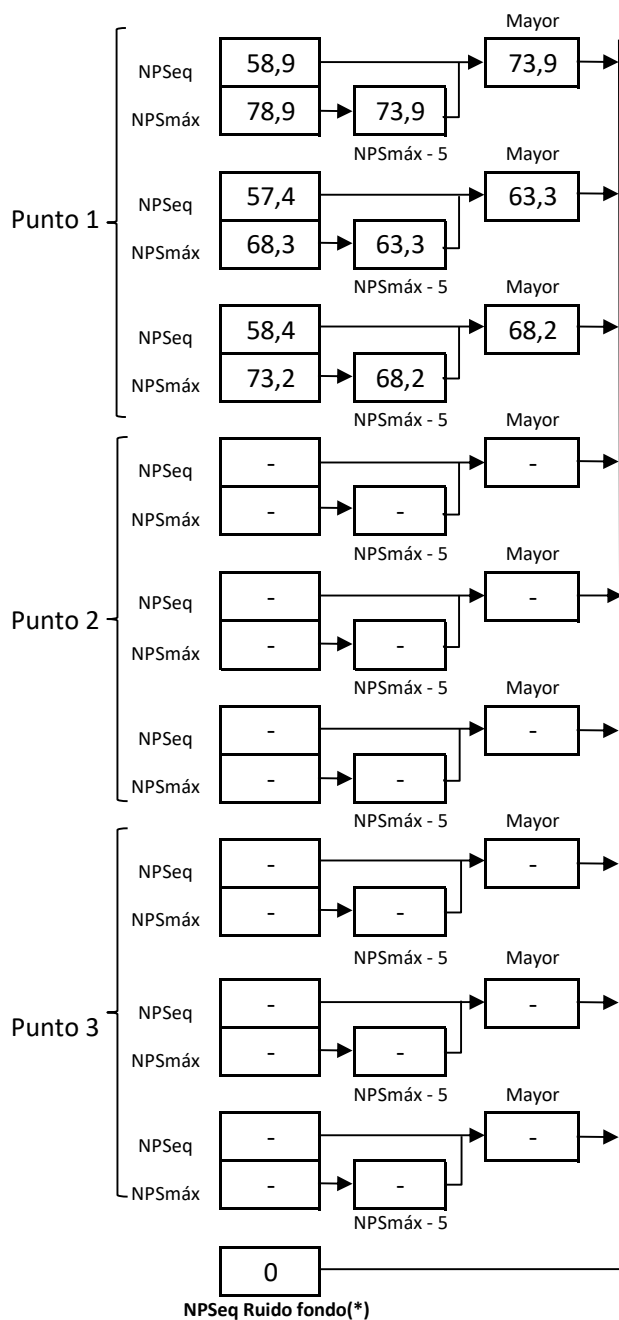 Mayor
NPSeq 58,9 73,9
NPSmáx 78,9 73,9
NPSmáx - 5
Mayor
Punto 1
NPSeq 57,4 63,3
NPSmáx 68,3 63,3
NPSmáx - 5
Mayor
NPSeq 58,4 68,2
NPSmáx 73,2 68,2
NPSmáx - 5
Mayor
NPSeq - -
NPSmáx - -
NPSmáx - 5
Mayor
Punto 2
NPSeq - -
NPSmáx - -
NPSmáx - 5
Mayor
NPSeq - -
NPSmáx - -
NPSmáx - 5
Mayor
NPSeq - -
NPSmáx - -
NPSmáx - 5
Mayor
Punto 3
NPSeq - -
NPSmáx - -
NPSmáx - 5
Mayor
NPSeq - -
NPSmáx - -
NPSmáx - 5
0
NPSeq Ruido fondo(*)